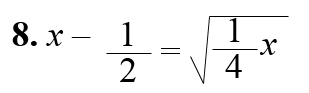 8. x − 1/2 = √(1/4 x)